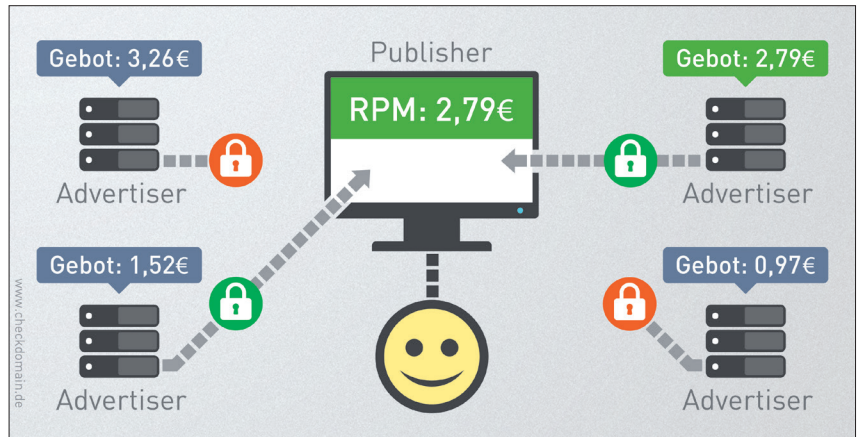 Gebot: 3,26€
Advertiser
Publisher
RPM: 2,79€
Gebot: 2,79€
Advertiser
Gebot: 1,52€
Advertiser
Gebot: 0,97€
Advertiser
www.checkdomain.de